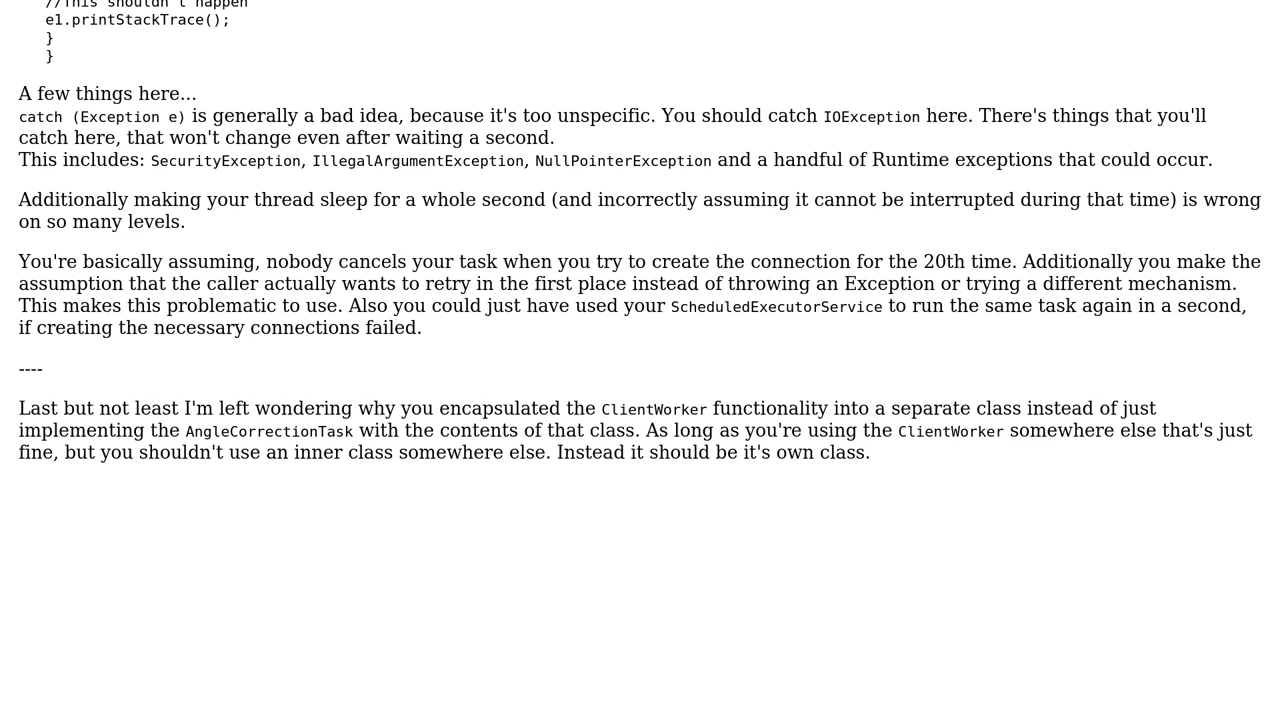 //This shouldn't happen
e1.printStackTrace();
}
}
A few things here...
catch (Exception e) is generally a bad idea, because it's too unspecific. You should catch IOException here. There's things that you'll
catch here, that won't change even after waiting a second.
This includes: SecurityException, IllegalArgumentException, NullPointerException and a handful of Runtime exceptions that could occur.
Additionally making your thread sleep for a whole second (and incorrectly assuming it cannot be interrupted during that time) is wrong
on so many levels.
You're basically assuming, nobody cancels your task when you try to create the connection for the 20th time. Additionally you make the
assumption that the caller actually wants to retry in the first place instead of throwing an Exception or trying a different mechanism.
This makes this problematic to use. Also you could just have used your ScheduledExecutorService to run the same task again in a second,
if creating the necessary connections failed.
----
Last but not least I'm left wondering why you encapsulated the ClientWorker functionality into a separate class instead of just
implementing the AngleCorrectionTask with the contents of that class. As long as you're using the ClientWorker somewhere else that's just
fine, but you shouldn't use an inner class somewhere else. Instead it should be it's own class.